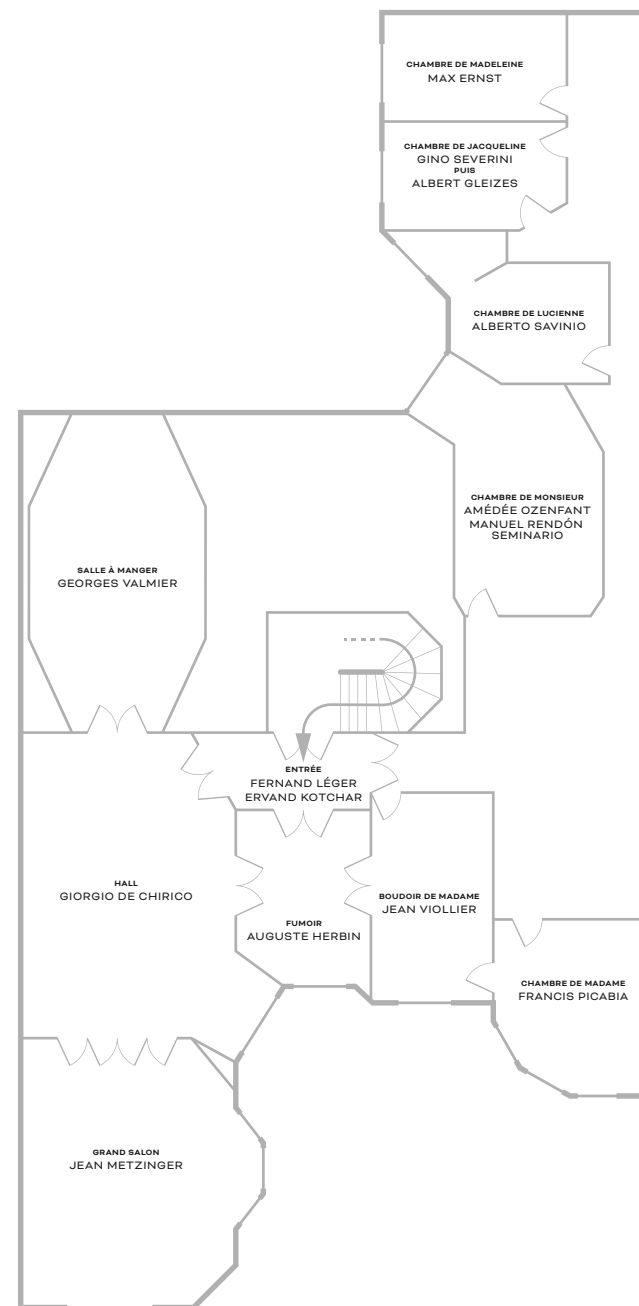 CHAMBRE DE MADELEINE
MAX ERNST
CHAMBRE DE JACQUELINE
GINO SEVERINI
PUIS
ALBERT GLEIZES
CHAMBRE DE LUCIENNE
ALBERTO SAVINIO
CHAMBRE DE MONSIEUR
AMÉDÉE OZENFANT
MANUEL RENDÓN
SEMINARIO
SALLE À MANGER
GEORGES VALMIER
ENTRÉE
FERNAND LÉGER
ERVAND KOTCHAR
HALL
GIORGIO DE CHIRICO
FUMOIR
AUGUSTE HERBIN
BOUDOIR DE MADAME
JEAN VIOLLIER
CHAMBRE DE MADAME
FRANCIS PICABIA
GRAND SALON
JEAN METZINGER